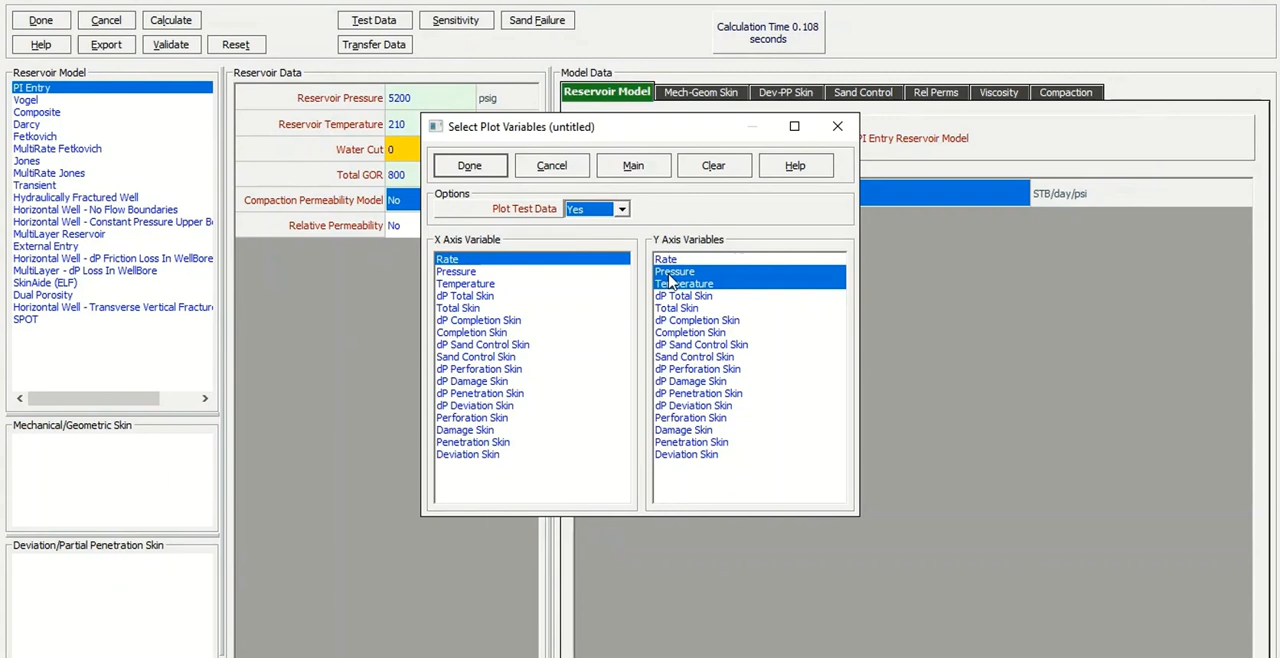 Done Cancel Calculate Test Data Sensitivity Sand Failure
Calculation Time 0.108
seconds
Help Export Validate Reset Transfer Data
Reservoir Model
PI Entry
Vogel
Composite
Darcy
Fetkovich
MultiRate Fetkovich
Jones
MultiRate Jones
Transient
Hydraulically Fractured Well
Horizontal Well - No Flow Boundaries
Horizontal Well - Constant Pressure Upper Bo
MultiLayer Reservoir
External Entry
Horizontal Well - dP Friction Loss In WellBore
MultiLayer - dP Loss In WellBore
SkinAide (ELF)
Dual Porosity
Horizontal Well - Transverse Vertical Fracture
SPOT
Mechanical/Geometric Skin
Deviation/Partial Penetration Skin
Reservoir Data
Reservoir Pressure 5200 psig
Reservoir Temperature 210
Water Cut 0
Total GOR 800
Compaction Permeability Model No
Relative Permeability No
Model Data
Reservoir Model Mech-Geom Skin Dev-PP Skin Sand Control Rel Perms Viscosity Compaction
PI Entry Reservoir Model
STB/day/psi
Select Plot Variables (untitled)
Done Cancel Main Clear Help
Options
Plot Test Data Yes
X Axis Variable
Rate
Pressure
Temperature
dP Total Skin
Total Skin
dP Completion Skin
Completion Skin
dP Sand Control Skin
Sand Control Skin
dP Perforation Skin
dP Damage Skin
dP Penetration Skin
dP Deviation Skin
Perforation Skin
Damage Skin
Penetration Skin
Deviation Skin
Y Axis Variables
Rate
Pressure
Temperature
dP Total Skin
Total Skin
dP Completion Skin
Completion Skin
dP Sand Control Skin
Sand Control Skin
dP Perforation Skin
dP Damage Skin
dP Penetration Skin
dP Deviation Skin
Perforation Skin
Damage Skin
Penetration Skin
Deviation Skin